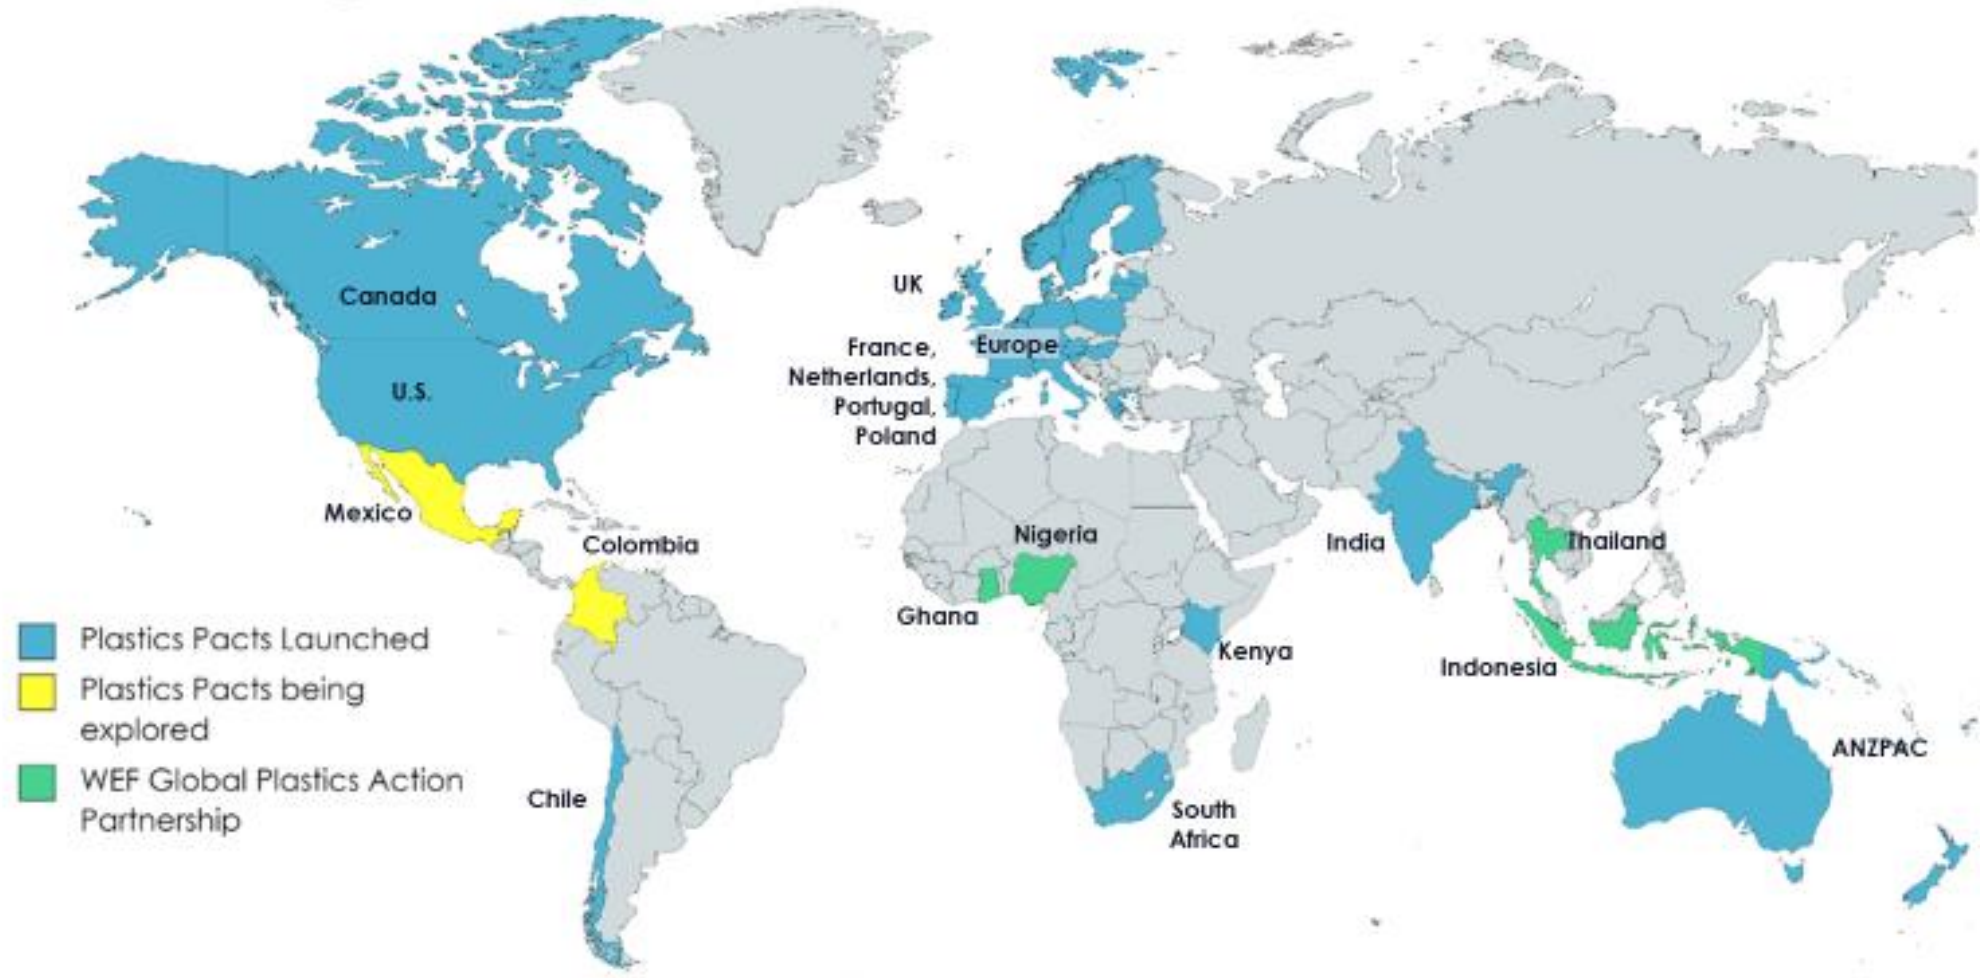 Canada
U.S.
Mexico
Colombia
Chile
UK
France,
Netherlands,
Portugal,
Poland
Europe
Nigeria
Ghana
Kenya
South
Africa
India
Thailand
Indonesia
ANZPAC
Plastics Pacts Launched
Plastics Pacts being
explored
WEF Global Plastics Action
Partnership